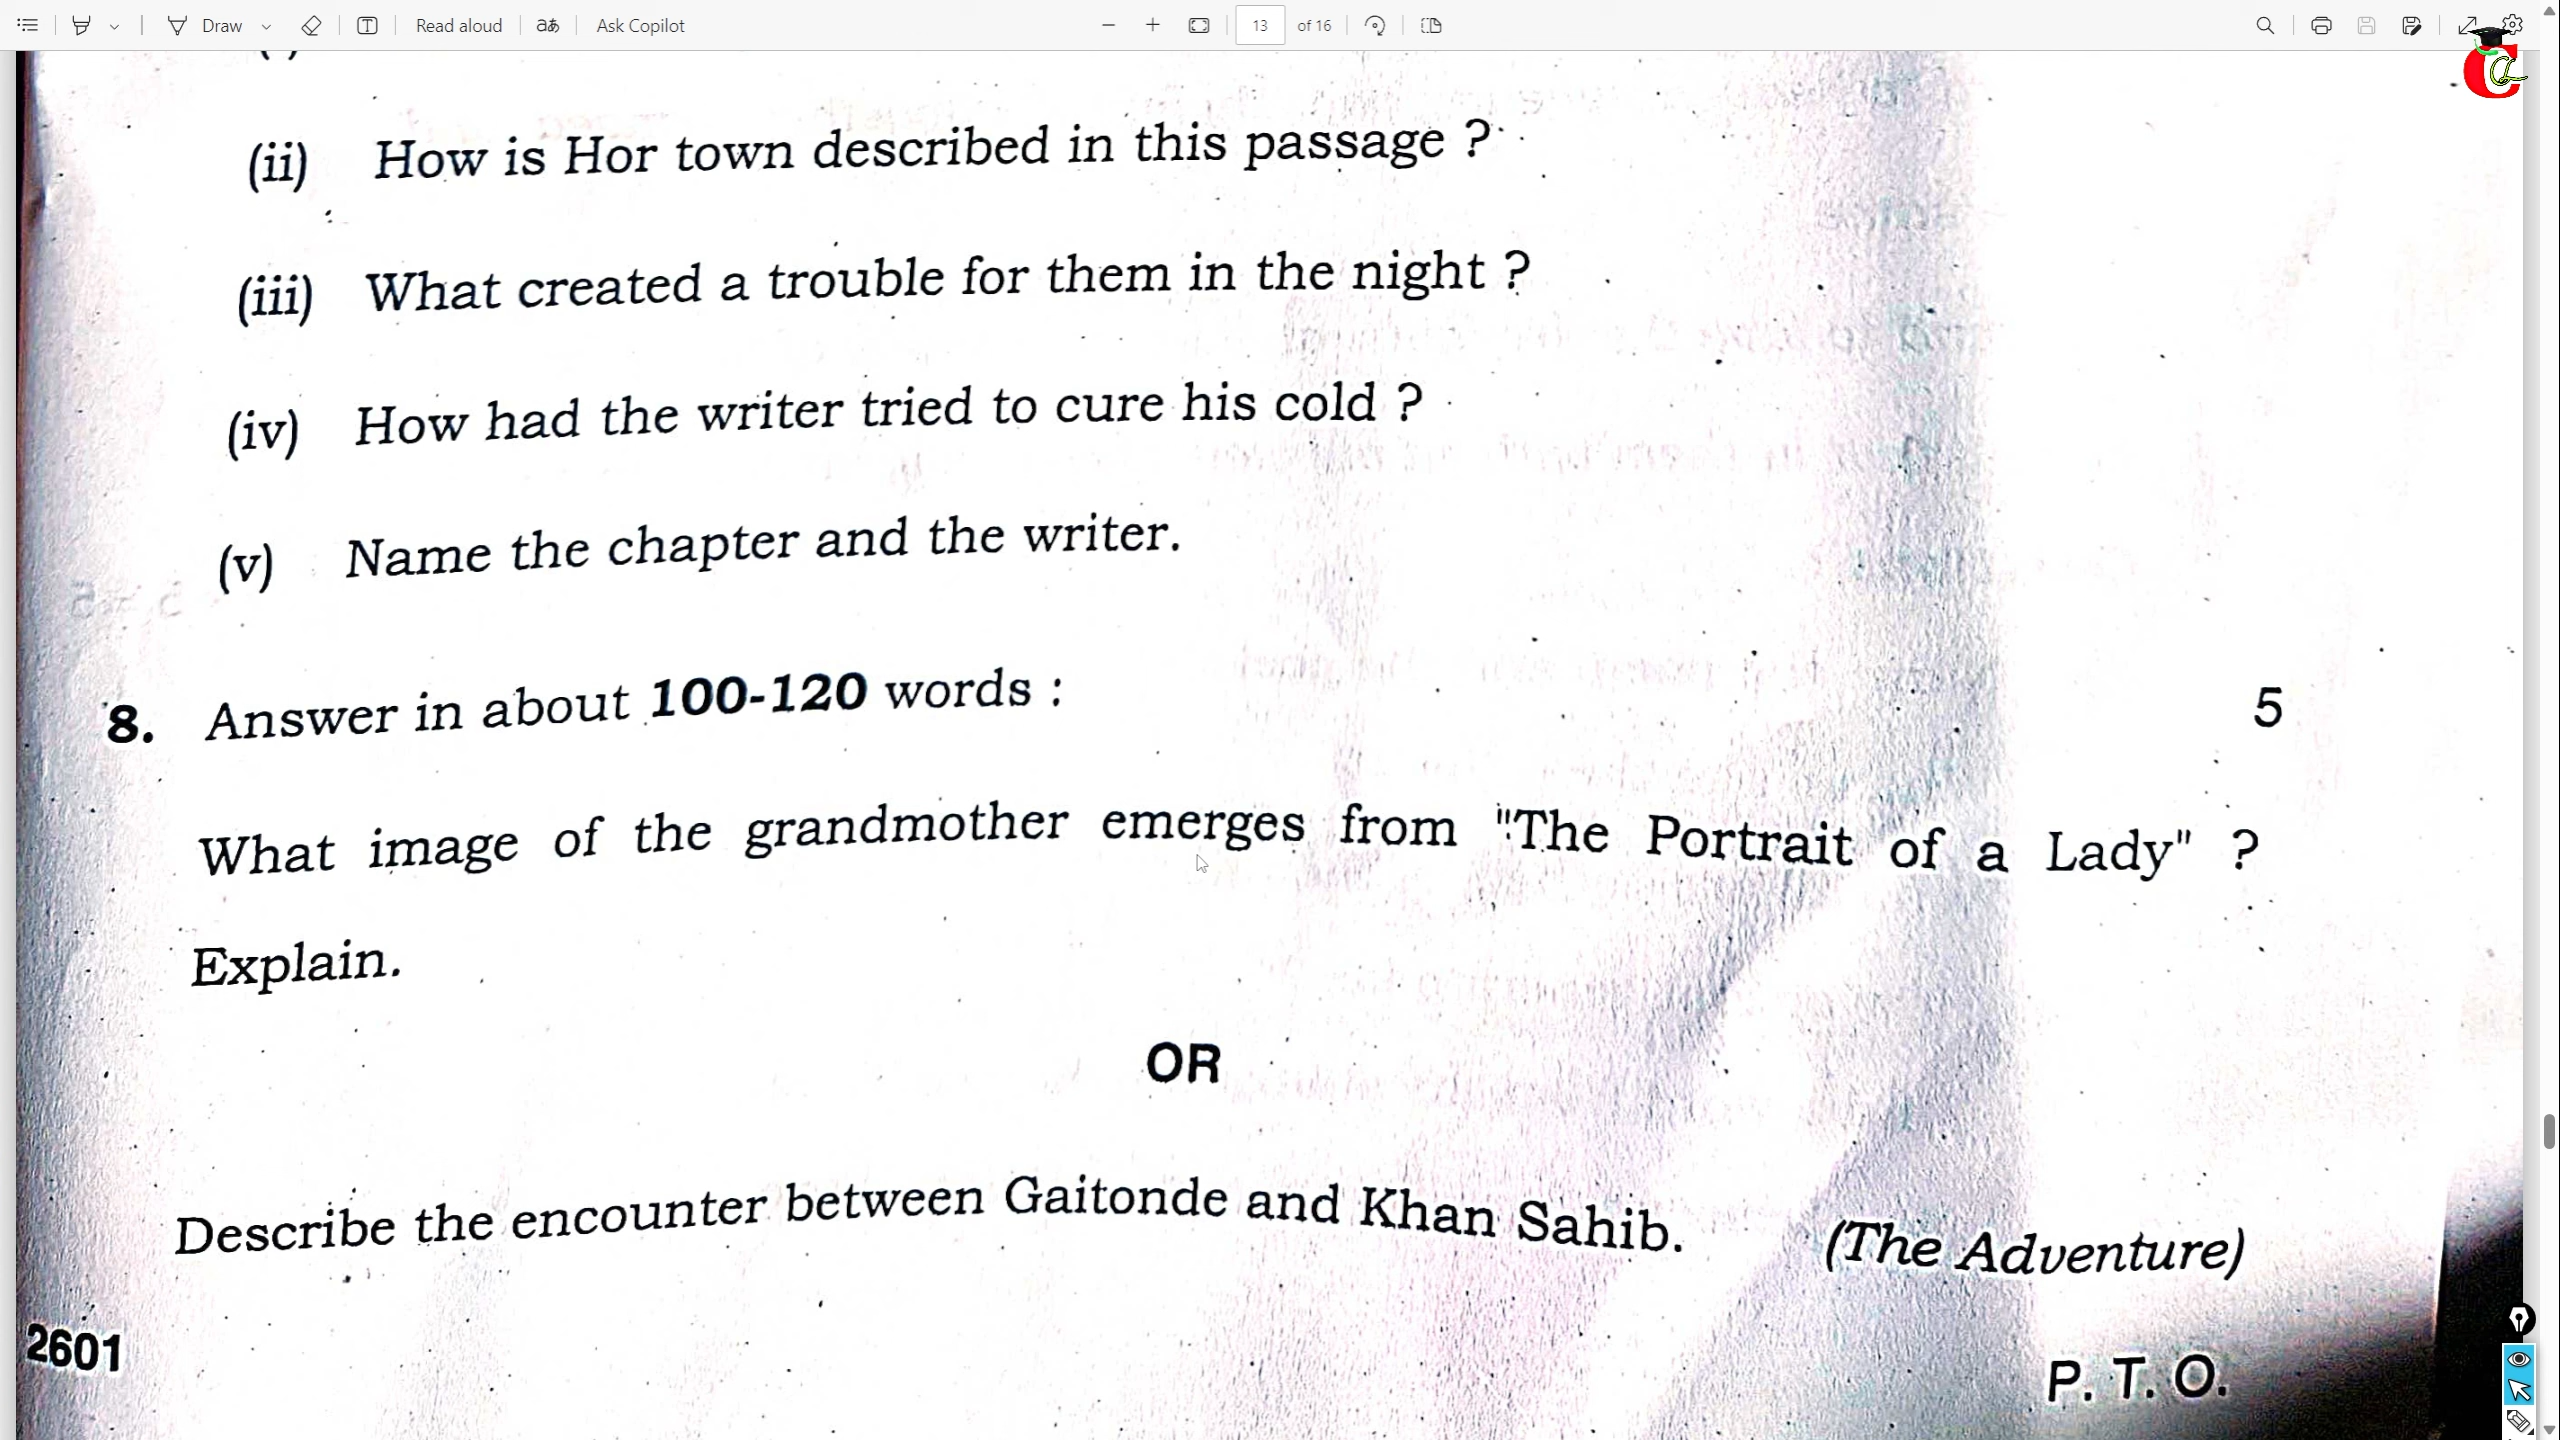 Draw
Read aloud
aあ
Ask Copilot
13 of 16
(ii) How is Hor town described in this passage ?
(iii) What created a trouble for them in the night ?
(iv) How had the writer tried to cure his cold ?
(v) Name the chapter and the writer.
8. Answer in about 100-120 words : 5
What image of the grandmother emerges from "The Portrait of a Lady" ?
Explain.
OR
Describe the encounter between Gaitonde and Khan Sahib. (The Adventure)
2601
P. T. O.